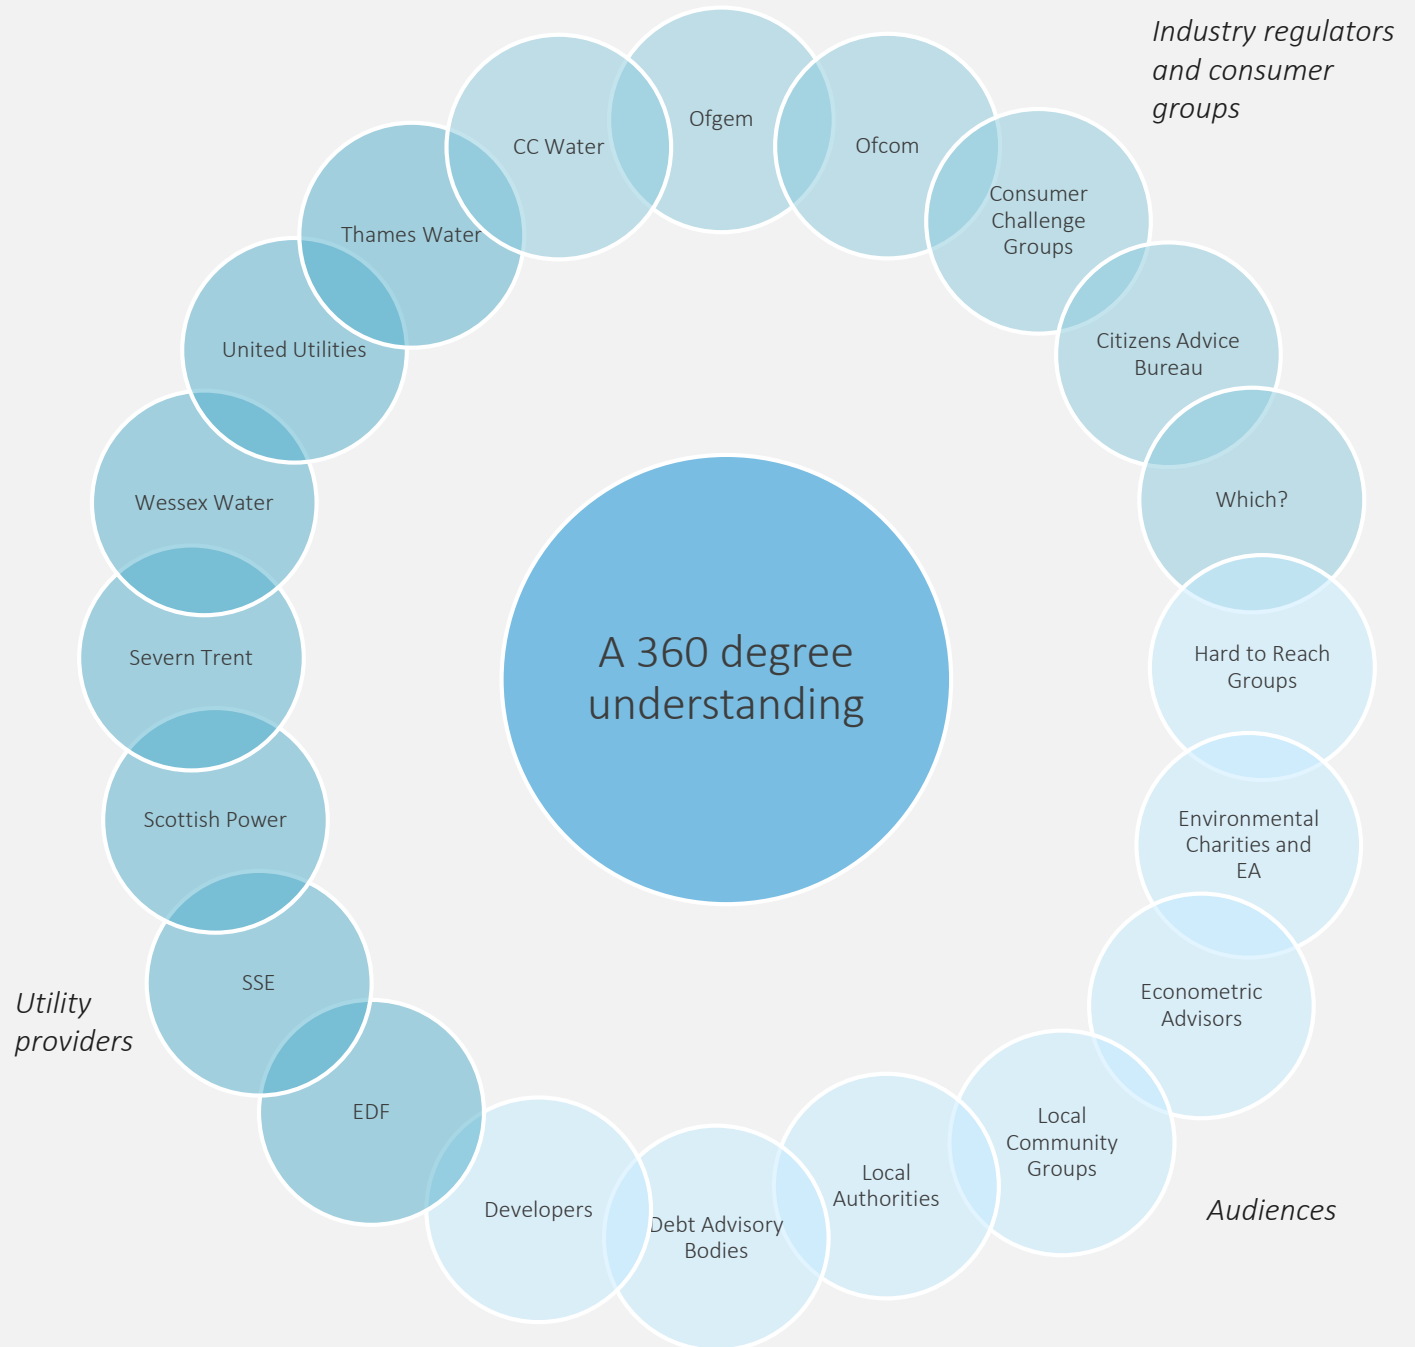 Industry regulators
and consumer
groups
Ofgem
Ofcom
CC Water
Consumer
Challenge
Groups
Thames Water
Citizens Advice
Bureau
United Utilities
Which?
Wessex Water
A 360 degree
understanding
Hard to Reach
Groups
Severn Trent
Scottish Power
Environmental
Charities and
EA
SSE
Econometric
Advisors
Utility
providers
EDF
Local
Community
Groups
Local
Authorities
Developers
Debt Advisory
Bodies
Audiences